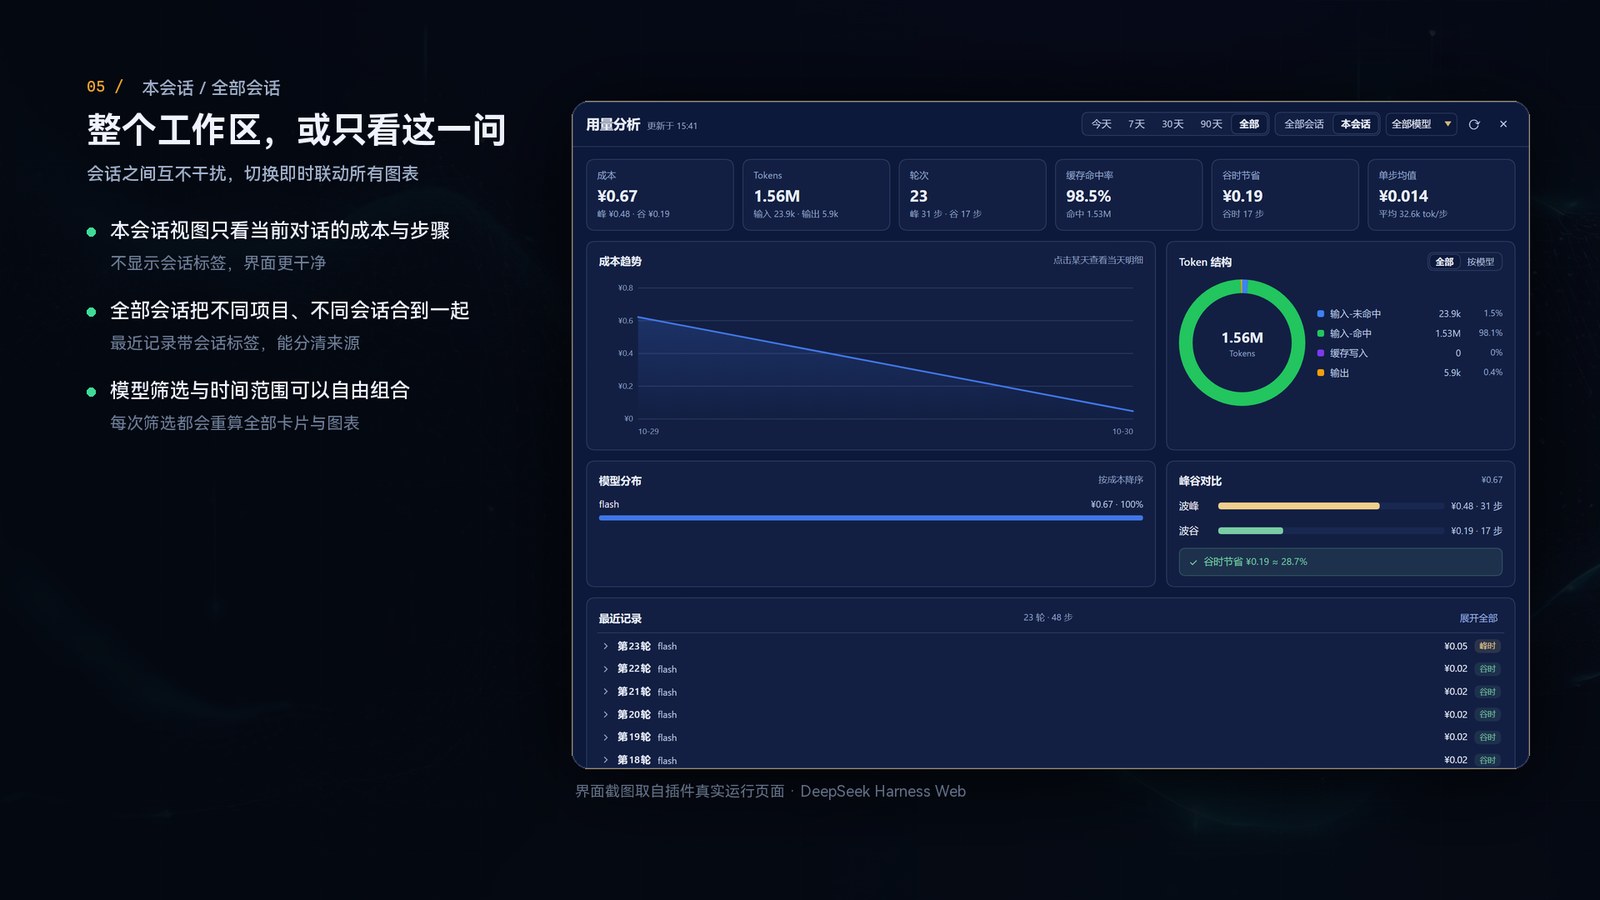 05 / 本会话 / 全部会话
整个工作区，或只看这一问
会话之间互不干扰，切换即时联动所有图表
本会话视图只看当前对话的成本与步骤
不显示会话标签，界面更干净
全部会话把不同项目、不同会话合到一起
最近记录带会话标签，能分清来源
模型筛选与时间范围可以自由组合
每次筛选都会重算全部卡片与图表
用量分析 更新于 15:41
今天 7天 30天 90天 全部 全部会话 本会话 全部模型
成本
¥0.67
峰 ¥0.48 · 谷 ¥0.19
Tokens
1.56M
输入 23.9k · 输出 5.9k
轮次
23
峰 31 步 · 谷 17 步
缓存命中率
98.5%
命中 1.53M
谷时节省
¥0.19
谷时 17 步
单步均值
¥0.014
平均 32.6k tok/步
成本趋势 点击某天查看当天明细
¥0.8
¥0.6
¥0.4
¥0.2
¥0
10-29 10-30
Token 结构 全部 按模型
1.56M
Tokens
输入-未命中 23.9k 1.5%
输入-命中 1.53M 98.1%
缓存写入 0 0%
输出 5.9k 0.4%
模型分布 按成本降序
flash ¥0.67 · 100%
峰谷对比 ¥0.67
波峰 ¥0.48 · 31 步
波谷 ¥0.19 · 17 步
✓ 谷时节省 ¥0.19 ≈ 28.7%
最近记录 23 轮 · 48 步 展开全部
第23轮 flash ¥0.05 峰时
第22轮 flash ¥0.02 谷时
第21轮 flash ¥0.02 谷时
第20轮 flash ¥0.02 谷时
第19轮 flash ¥0.02 谷时
第18轮 flash ¥0.02 谷时
界面截图取自插件真实运行页面 · DeepSeek Harness Web